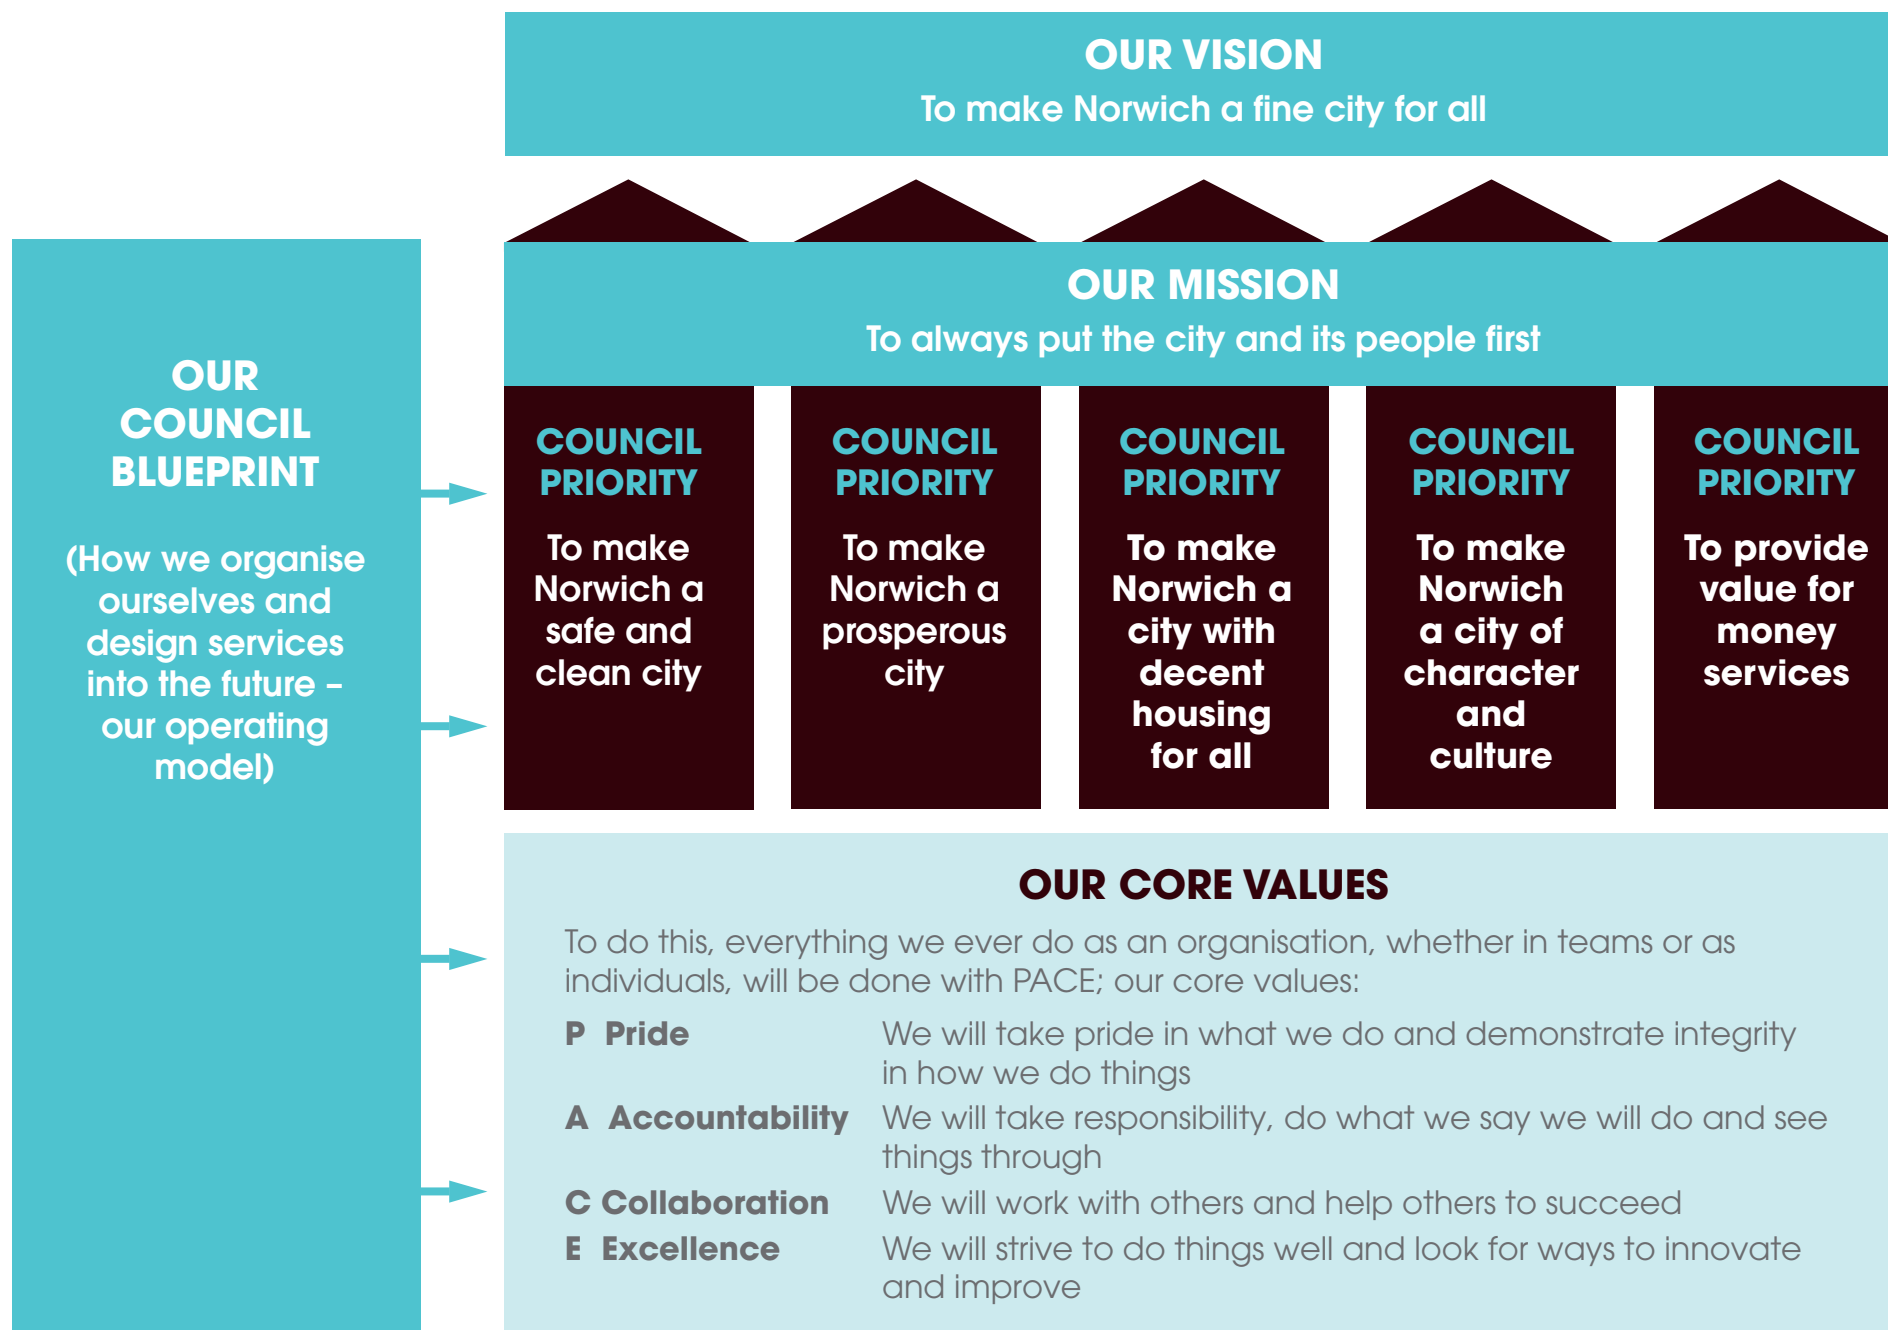 OUR VISION
To make Norwich a fine city for all
OUR MISSION
To always put the city and its people first
OUR
COUNCIL
BLUEPRINT
(How we organise
ourselves and
design services
into the future –
our operating
model)
COUNCIL
PRIORITY
To make
Norwich a
safe and
clean city
COUNCIL
PRIORITY
To make
Norwich a
prosperous
city
COUNCIL
PRIORITY
To make
Norwich a
city with
decent
housing
for all
COUNCIL
PRIORITY
To make
Norwich
a city of
character
and
culture
COUNCIL
PRIORITY
To provide
value for
money
services
OUR CORE VALUES
To do this, everything we ever do as an organisation, whether in teams or as
individuals, will be done with PACE; our core values:
P Pride We will take pride in what we do and demonstrate integrity
in how we do things
A Accountability We will take responsibility, do what we say we will do and see
things through
C Collaboration We will work with others and help others to succeed
E Excellence We will strive to do things well and look for ways to innovate
and improve